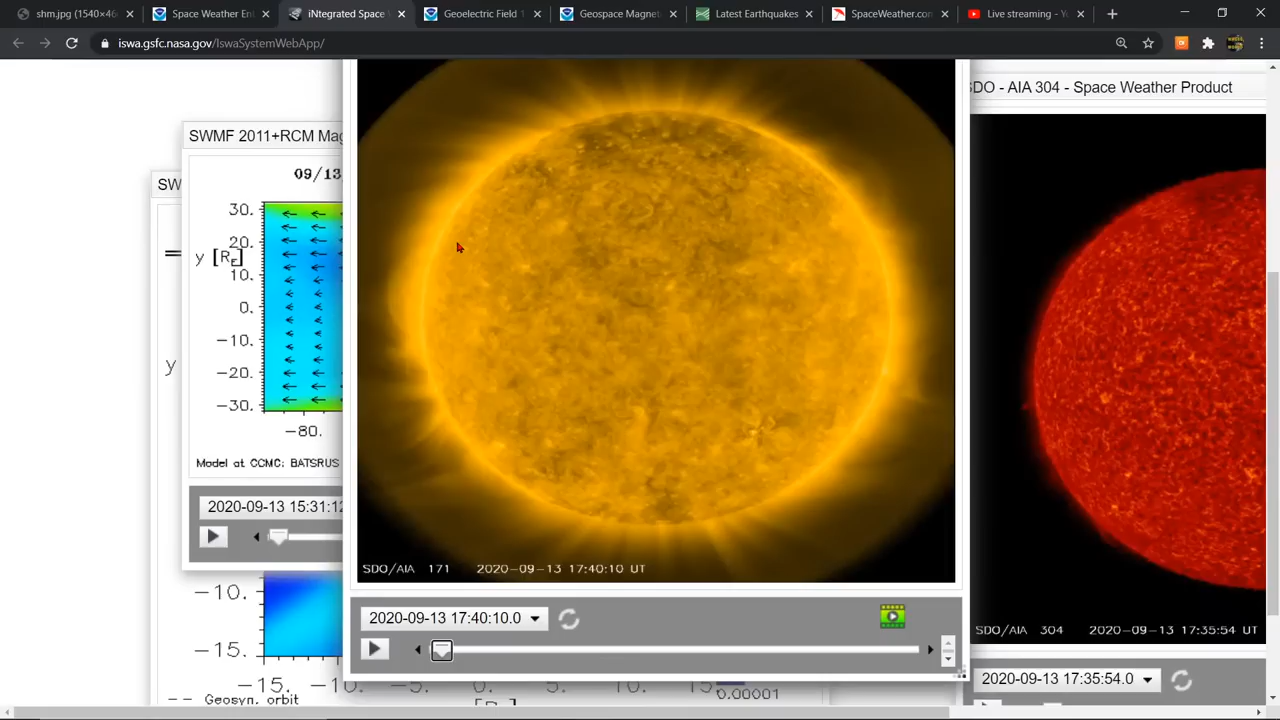 shm.jpg (1540×46
Space Weather En
iNtegrated Space
Geoelectric Field 1
Geospace Magnet
Latest Earthquakes
SpaceWeather.com
Live streaming - Yo
iswa.gsfc.nasa.gov/IswaSystemWebApp/
SDO - AIA 304 - Space Weather Product
SWMF 2011+RCM Mag
SW
09/13
30.
20.
y [R
10.
0.
-10.
y
-20.
-30.
-80.
Model at CCMC: BATSRUS
2020-09-13 15:31:12
SDO/AIA 171 2020-09-13 17:40:10 UT
-10.
2020-09-13 17:40:10.0
SDO/AIA 304 2020-09-13 17:35:54 UT
-15.
2020-09-13 17:35:54.0
-15. -10. -5. 0. 5. 10. 15.
0.00001
-- Geosyn. orbit